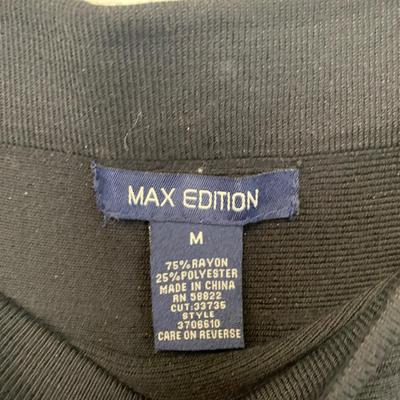 MAX EDITION
M
75%RAYON
25%POLYESTER
MADE IN CHINA
RN 58822
CUT:33735
STYLE
3706610
CARE ON REVERSE